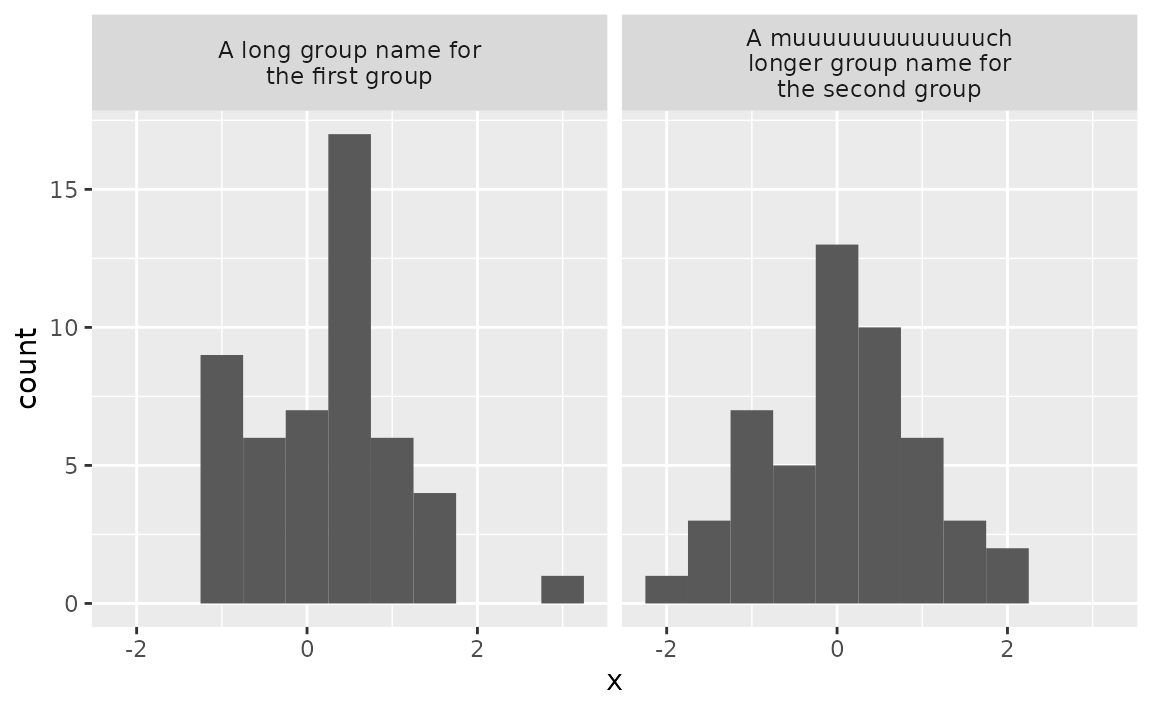 A long group name for
the first group
A muuuuuuuuuuuuuch
longer group name for
the second group
15
10
5
0
count
-2
0
2
-2
0
2
x